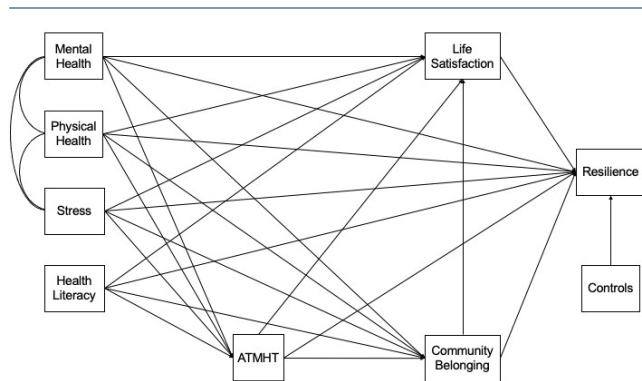 Mental
Health
Life
Satisfaction
Physical
Health
Resilience
Stress
Health
Literacy
Controls
ATMHT
Community
Belonging